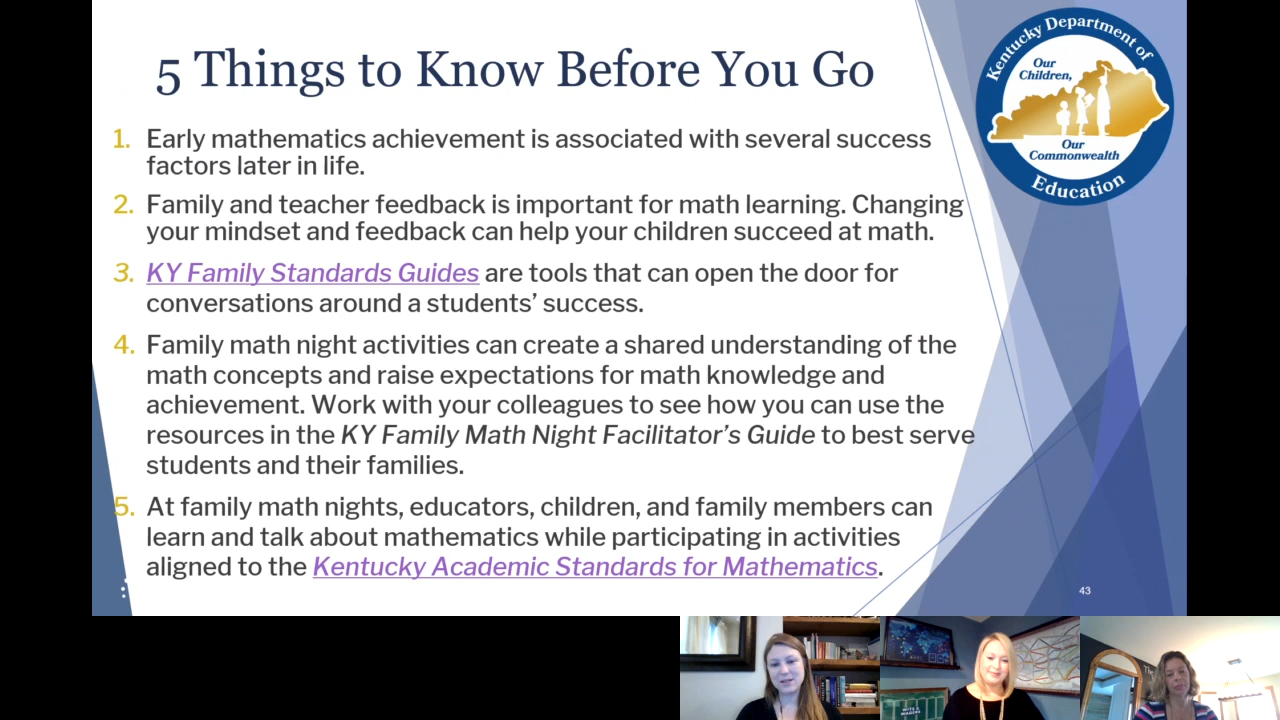 5 Things to Know Before You Go
Kentucky Department of
Our
Children,
Our
Commonwealth
Education
1. Early mathematics achievement is associated with several success
factors later in life.
2. Family and teacher feedback is important for math learning. Changing
your mindset and feedback can help your children succeed at math.
3. KY Family Standards Guides are tools that can open the door for
conversations around a students’ success.
4. Family math night activities can create a shared understanding of the
math concepts and raise expectations for math knowledge and
achievement. Work with your colleagues to see how you can use the
resources in the KY Family Math Night Facilitator’s Guide to best serve
students and their families.
5. At family math nights, educators, children, and family members can
learn and talk about mathematics while participating in activities
aligned to the Kentucky Academic Standards for Mathematics.
43